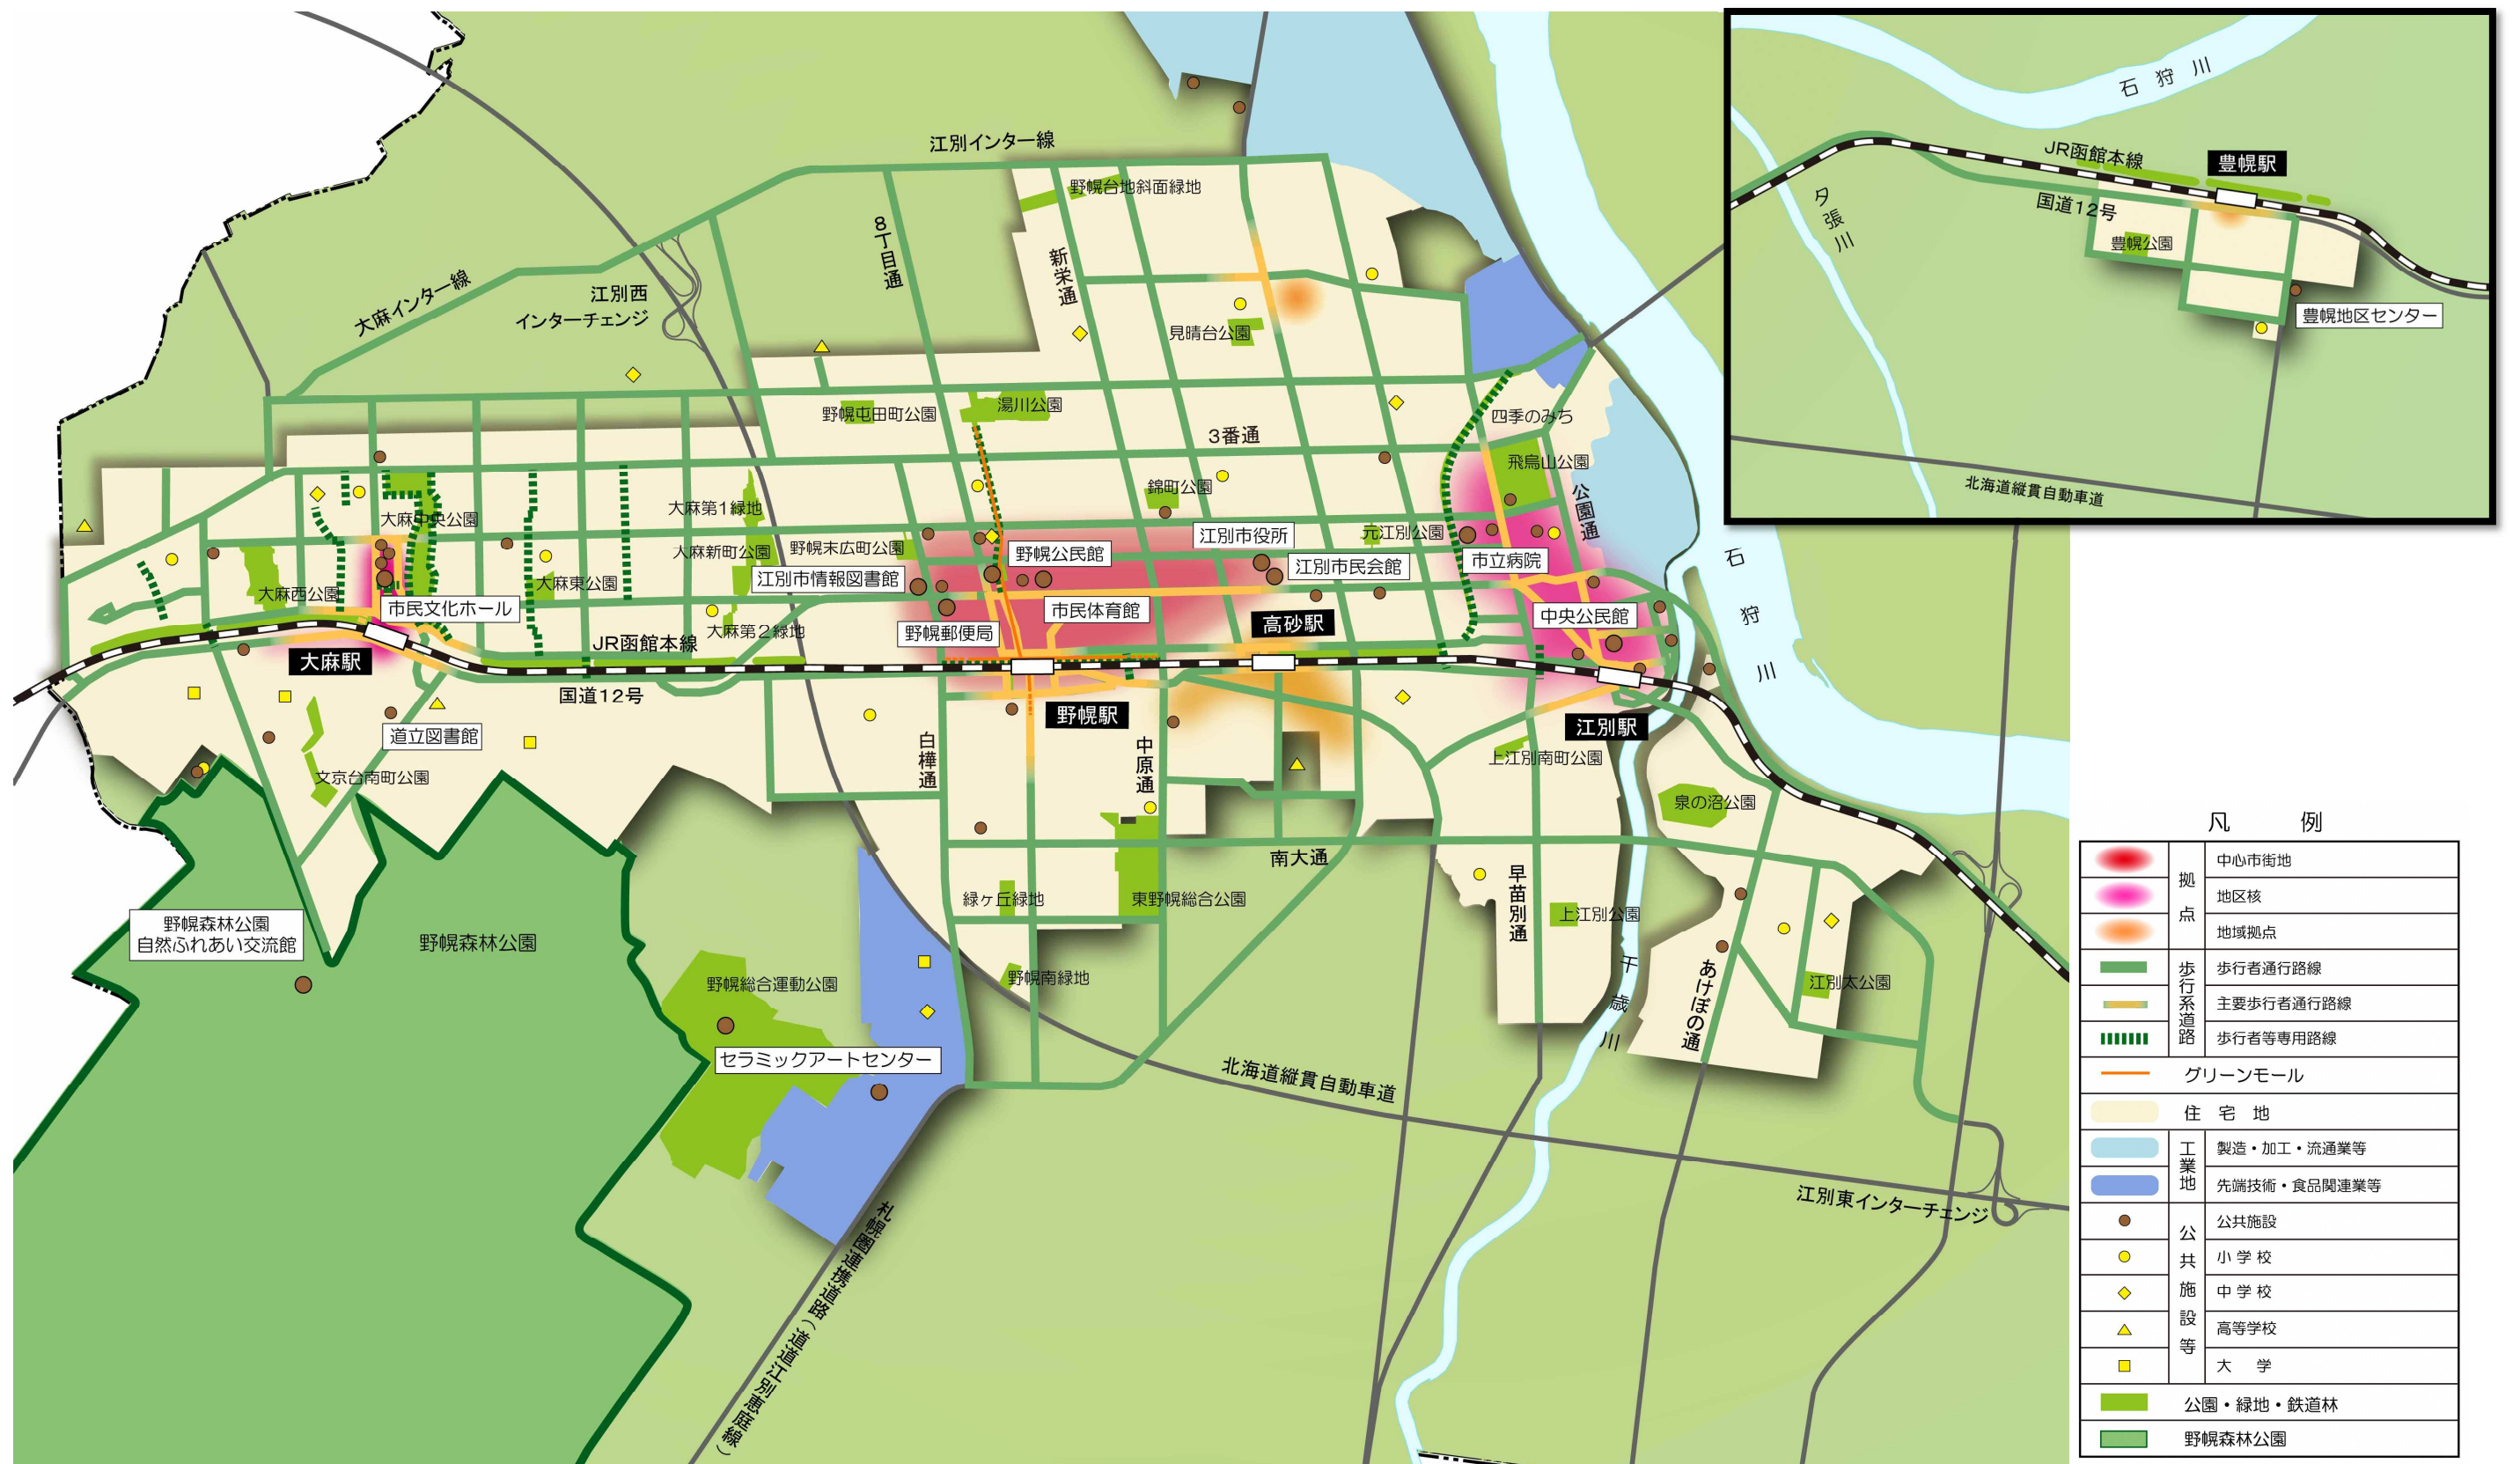 石狩川
JR函館本線
豊幌駅
夕張川
国道12号
豊幌公園
豊幌地区センター
北海道縦貫自動車道
江別インター線
野幌台地斜面緑地
8丁目通
新栄通
大麻インター線
江別西
インターチェンジ
見晴台公園
野幌屯田町公園
湯川公園
3番通
四季のみち
飛烏山公園
公園通
大麻中央公園
大麻第1緑地
錦町公園
大麻新町公園
野幌末広町公園
野幌公民館
江別市役所
元江別公園
市立病院
江別市情報図書館
江別市民会館
大麻西公園
大麻東公園
市民文化ホール
市民体育館
中央公民館
野幌郵便局
高砂駅
大麻第2緑地
JR函館本線
大麻駅
国道12号
野幌駅
江別駅
石狩川
道立図書館
白樺通
中原通
上江別南町公園
文京台南町公園
泉の沼公園
南大通
早苗別通
緑ヶ丘緑地
東野幌総合公園
上江別公園
野幌森林公園
自然ふれあい交流館
野幌森林公園
野幌総合運動公園
野幌南緑地
千歳川
あけぼの通
江別太公園
セラミックアートセンター
北海道縦貫自動車道
江別東インターチェンジ
札幌圏連携道路(道道江別恵庭線)
凡例
拠点
中心市街地
地区核
地域拠点
歩行系道路
歩行者通行路線
主要歩行者通行路線
歩行者等専用路線
グリーンモール
住宅地
工業地
製造・加工・流通業等
先端技術・食品関連業等
公共施設等
公共施設
小学校
中学校
高等学校
大学
公園・緑地・鉄道林
野幌森林公園